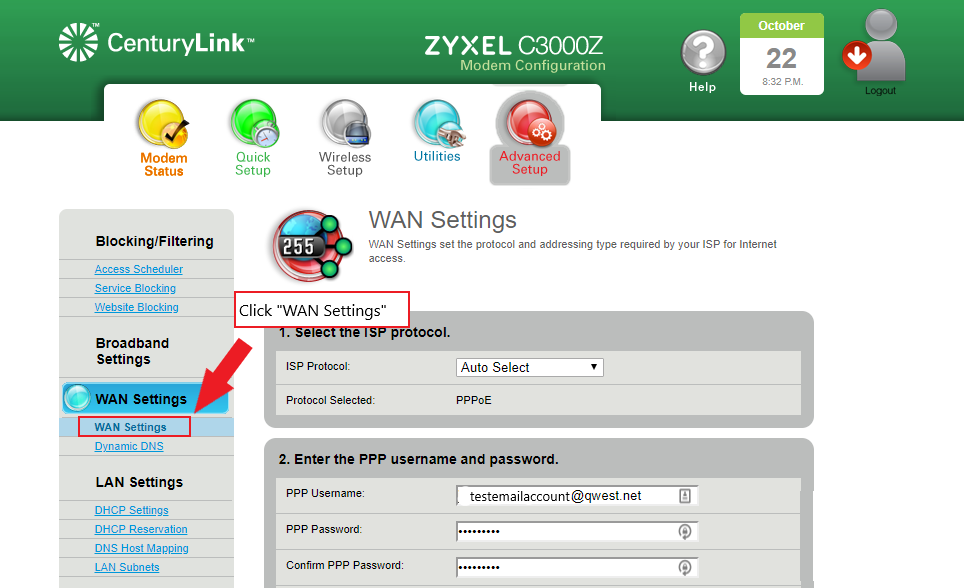 CenturyLink™
ZYXEL C3000Z
Modem Configuration
?
Help
October
22
8:32 P.M.
Logout
Modem
Status
Quick
Setup
Wireless
Setup
Utilities
Advanced
Setup
Blocking/Filtering
Access Scheduler
Service Blocking
Website Blocking
Broadband
Settings
WAN Settings
WAN Settings
Dynamic DNS
LAN Settings
DHCP Settings
DHCP Reservation
DNS Host Mapping
LAN Subnets
255
WAN Settings
WAN Settings set the protocol and addressing type required by your ISP for Internet
access.
Click "WAN Settings"
1. Select the ISP protocol.
ISP Protocol: Auto Select
Protocol Selected: PPPoE
2. Enter the PPP username and password.
PPP Username: testemailaccount@qwest.net
PPP Password: •••••••••
Confirm PPP Password: •••••••••